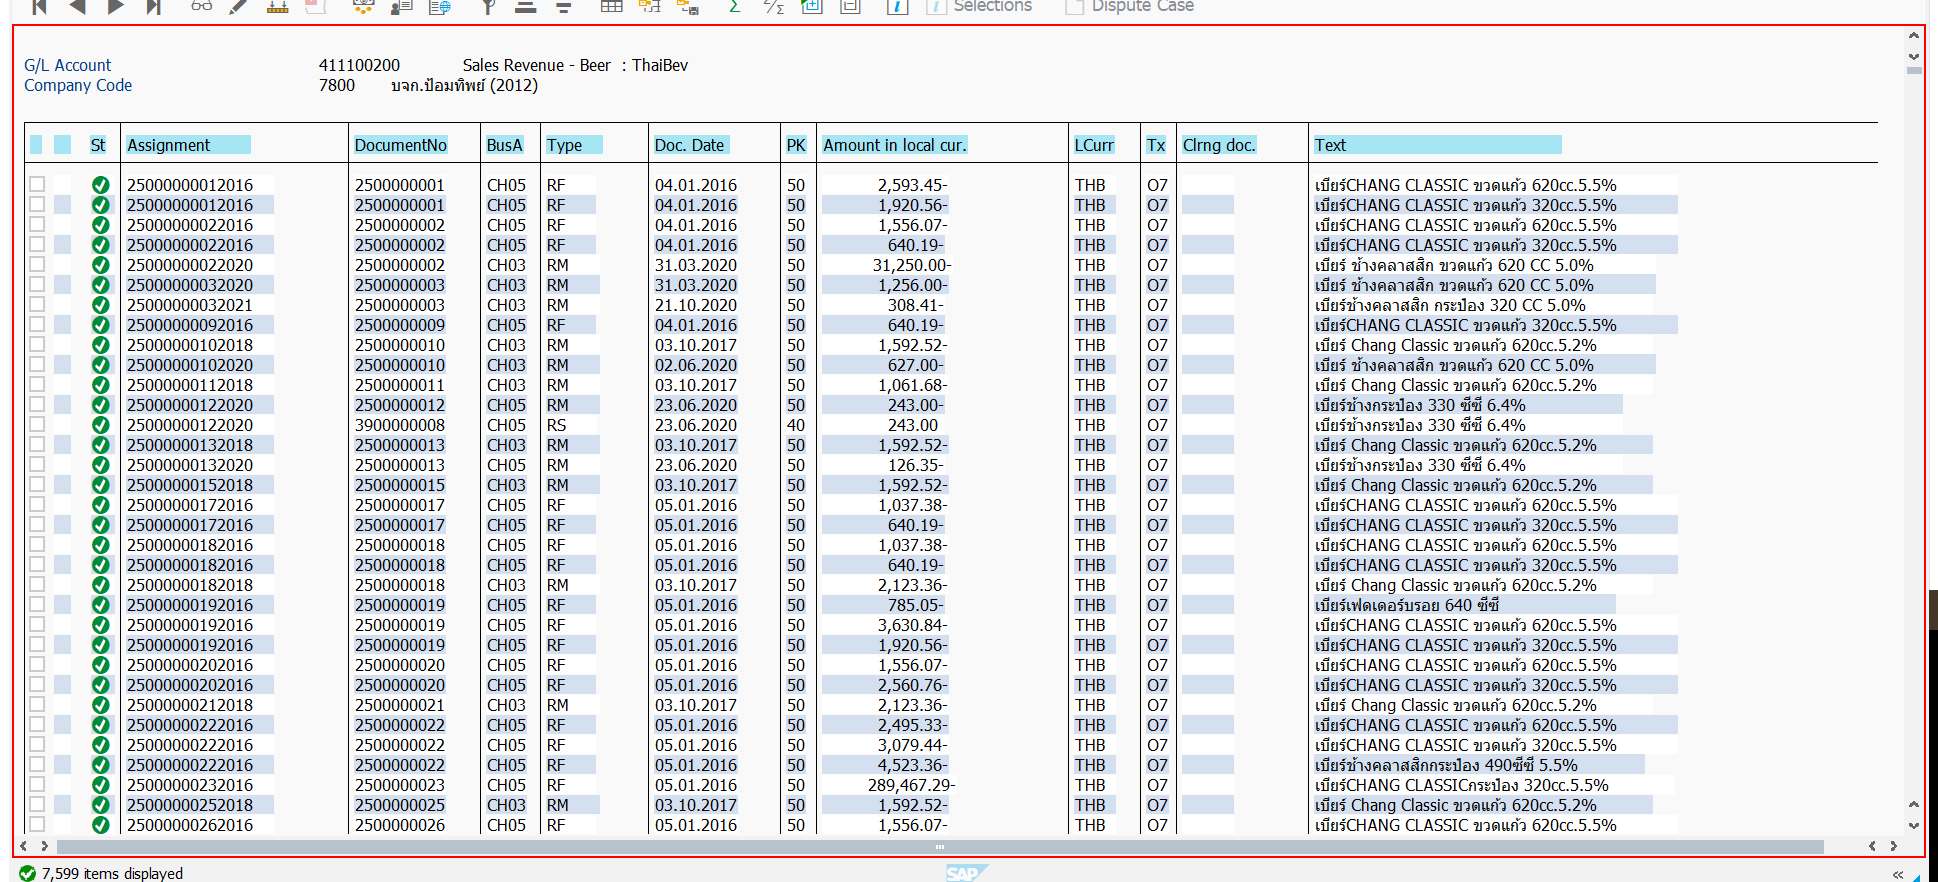 Selections Dispute Case
G/L Account 411100200 Sales Revenue - Beer : ThaiBev
Company Code 7800 บจก.ป้อมทิพย์ (2012)
St Assignment DocumentNo BusA Type Doc. Date PK Amount in local cur. LCurr Tx Clrng doc. Text
25000000012016 2500000001 CH05 RF 04.01.2016 50 2,593.45- THB O7 เบียร์CHANG CLASSIC ขวดแก้ว 620cc.5.5%
25000000012016 2500000001 CH05 RF 04.01.2016 50 1,920.56- THB O7 เบียร์CHANG CLASSIC ขวดแก้ว 320cc.5.5%
25000000022016 2500000002 CH05 RF 04.01.2016 50 1,556.07- THB O7 เบียร์CHANG CLASSIC ขวดแก้ว 620cc.5.5%
25000000022016 2500000002 CH05 RF 04.01.2016 50 640.19- THB O7 เบียร์CHANG CLASSIC ขวดแก้ว 320cc.5.5%
25000000022020 2500000002 CH03 RM 31.03.2020 50 31,250.00- THB O7 เบียร์ ช้างคลาสสิก ขวดแก้ว 620 CC 5.0%
25000000032020 2500000003 CH03 RM 31.03.2020 50 1,256.00- THB O7 เบียร์ ช้างคลาสสิก ขวดแก้ว 620 CC 5.0%
25000000032021 2500000003 CH03 RM 21.10.2020 50 308.41- THB O7 เบียร์ช้างคลาสสิก กระป๋อง 320 CC 5.0%
25000000092016 2500000009 CH05 RF 04.01.2016 50 640.19- THB O7 เบียร์CHANG CLASSIC ขวดแก้ว 320cc.5.5%
25000000102018 2500000010 CH03 RM 03.10.2017 50 1,592.52- THB O7 เบียร์ Chang Classic ขวดแก้ว 620cc.5.2%
25000000102020 2500000010 CH03 RM 02.06.2020 50 627.00- THB O7 เบียร์ ช้างคลาสสิก ขวดแก้ว 620 CC 5.0%
25000000112018 2500000011 CH03 RM 03.10.2017 50 1,061.68- THB O7 เบียร์ Chang Classic ขวดแก้ว 620cc.5.2%
25000000122020 2500000012 CH05 RM 23.06.2020 50 243.00- THB O7 เบียร์ช้างกระป๋อง 330 ซีซี 6.4%
25000000122020 3900000008 CH05 RS 23.06.2020 40 243.00 THB O7 เบียร์ช้างกระป๋อง 330 ซีซี 6.4%
25000000132018 2500000013 CH03 RM 03.10.2017 50 1,592.52- THB O7 เบียร์ Chang Classic ขวดแก้ว 620cc.5.2%
25000000132020 2500000013 CH05 RM 23.06.2020 50 126.35- THB O7 เบียร์ช้างกระป๋อง 330 ซีซี 6.4%
25000000152018 2500000015 CH03 RM 03.10.2017 50 1,592.52- THB O7 เบียร์ Chang Classic ขวดแก้ว 620cc.5.2%
25000000172016 2500000017 CH05 RF 05.01.2016 50 1,037.38- THB O7 เบียร์CHANG CLASSIC ขวดแก้ว 620cc.5.5%
25000000172016 2500000017 CH05 RF 05.01.2016 50 640.19- THB O7 เบียร์CHANG CLASSIC ขวดแก้ว 320cc.5.5%
25000000182016 2500000018 CH05 RF 05.01.2016 50 1,037.38- THB O7 เบียร์CHANG CLASSIC ขวดแก้ว 620cc.5.5%
25000000182016 2500000018 CH05 RF 05.01.2016 50 640.19- THB O7 เบียร์CHANG CLASSIC ขวดแก้ว 320cc.5.5%
25000000182018 2500000018 CH03 RM 03.10.2017 50 2,123.36- THB O7 เบียร์ Chang Classic ขวดแก้ว 620cc.5.2%
25000000192016 2500000019 CH05 RF 05.01.2016 50 785.05- THB O7 เบียร์เฟดเดอร์บรอย 640 ซีซี
25000000192016 2500000019 CH05 RF 05.01.2016 50 3,630.84- THB O7 เบียร์CHANG CLASSIC ขวดแก้ว 620cc.5.5%
25000000192016 2500000019 CH05 RF 05.01.2016 50 1,920.56- THB O7 เบียร์CHANG CLASSIC ขวดแก้ว 320cc.5.5%
25000000202016 2500000020 CH05 RF 05.01.2016 50 1,556.07- THB O7 เบียร์CHANG CLASSIC ขวดแก้ว 620cc.5.5%
25000000202016 2500000020 CH05 RF 05.01.2016 50 2,560.76- THB O7 เบียร์CHANG CLASSIC ขวดแก้ว 320cc.5.5%
25000000212018 2500000021 CH03 RM 03.10.2017 50 2,123.36- THB O7 เบียร์ Chang Classic ขวดแก้ว 620cc.5.2%
25000000222016 2500000022 CH05 RF 05.01.2016 50 2,495.33- THB O7 เบียร์CHANG CLASSIC ขวดแก้ว 620cc.5.5%
25000000222016 2500000022 CH05 RF 05.01.2016 50 3,079.44- THB O7 เบียร์CHANG CLASSIC ขวดแก้ว 320cc.5.5%
25000000222016 2500000022 CH05 RF 05.01.2016 50 4,523.36- THB O7 เบียร์ช้างคลาสสิกกระป๋อง 490ซีซี 5.5%
25000000232016 2500000023 CH05 RF 05.01.2016 50 289,467.29- THB O7 เบียร์CHANG CLASSICกระป๋อง 320cc.5.5%
25000000252018 2500000025 CH03 RM 03.10.2017 50 1,592.52- THB O7 เบียร์ Chang Classic ขวดแก้ว 620cc.5.2%
25000000262016 2500000026 CH05 RF 05.01.2016 50 1,556.07- THB O7 เบียร์CHANG CLASSIC ขวดแก้ว 620cc.5.5%
7,599 items displayed SAP